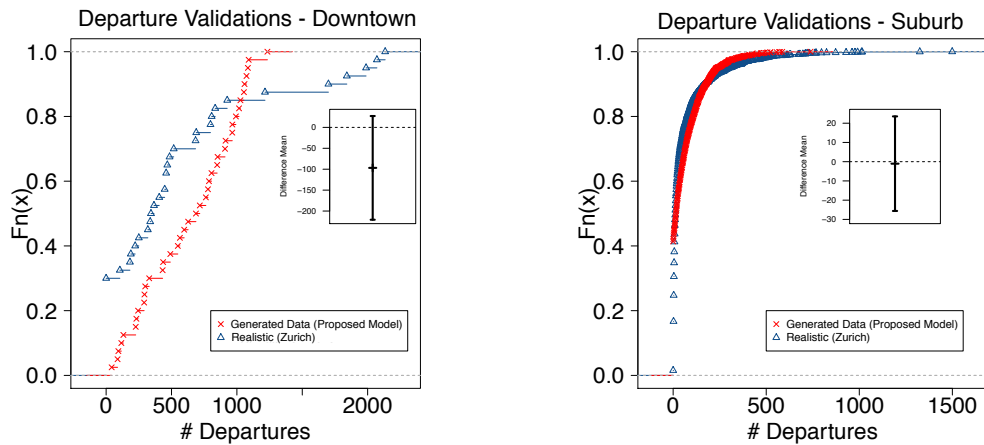 Departure Validations - Downtown
1.0
0.8
0.6
0.4
0.2
0.0
Fn(x)
0
-50
-100
-150
-200
Difference Mean
Generated Data (Proposed Model)
Realistic (Zurich)
0 500 1000 2000
# Departures
Departure Validations - Suburb
1.0
0.8
0.6
0.4
0.2
0.0
Fn(x)
20
10
0
-10
-20
-30
Difference Mean
Generated Data (Proposed Model)
Realistic (Zurich)
0 500 1000 1500
# Departures